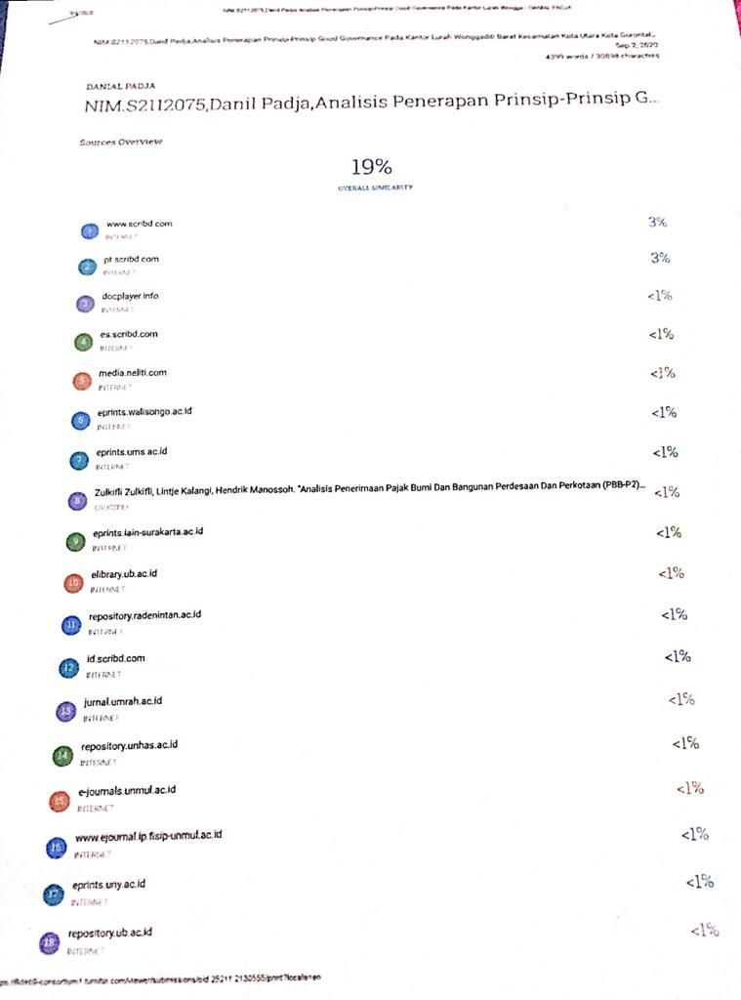 NIM.S2112075,Danil Padja,Analisis Penerapan Prinsip-Prinsip Good Governance Pada Kantor Lurah Wonggaditi Barat Kecamatan Kota Utara Kota Gorontal...
Sep 2, 2020
4399 words / 30898 characters
DANIAL PADJA
NIM.S2112075,Danil Padja,Analisis Penerapan Prinsip-Prinsip G...
Sources Overview
19%
OVERALL SIMILARITY
1 www.scribd.com 3%
INTERNET
2 pt.scribd.com 3%
INTERNET
3 docplayer.info <1%
INTERNET
4 es.scribd.com <1%
INTERNET
5 media.neliti.com <1%
INTERNET
6 eprints.walisongo.ac.id <1%
INTERNET
7 eprints.ums.ac.id <1%
INTERNET
8 Zulkifli Zulkifli, Lintje Kalangi, Hendrik Manossoh. "Analisis Penerimaan Pajak Bumi Dan Bangunan Perdesaan Dan Perkotaan (PBB-P2)... <1%
CROSSREF
9 eprints.iain-surakarta.ac.id <1%
INTERNET
10 elibrary.ub.ac.id <1%
INTERNET
11 repository.radenintan.ac.id <1%
INTERNET
12 id.scribd.com <1%
INTERNET
13 jurnal.umrah.ac.id <1%
INTERNET
14 repository.unhas.ac.id <1%
INTERNET
15 e-journals.unmul.ac.id <1%
INTERNET
16 www.ejournal.ip.fisip-unmul.ac.id <1%
INTERNET
17 eprints.uny.ac.id <1%
INTERNET
18 repository.ub.ac.id <1%
INTERNET